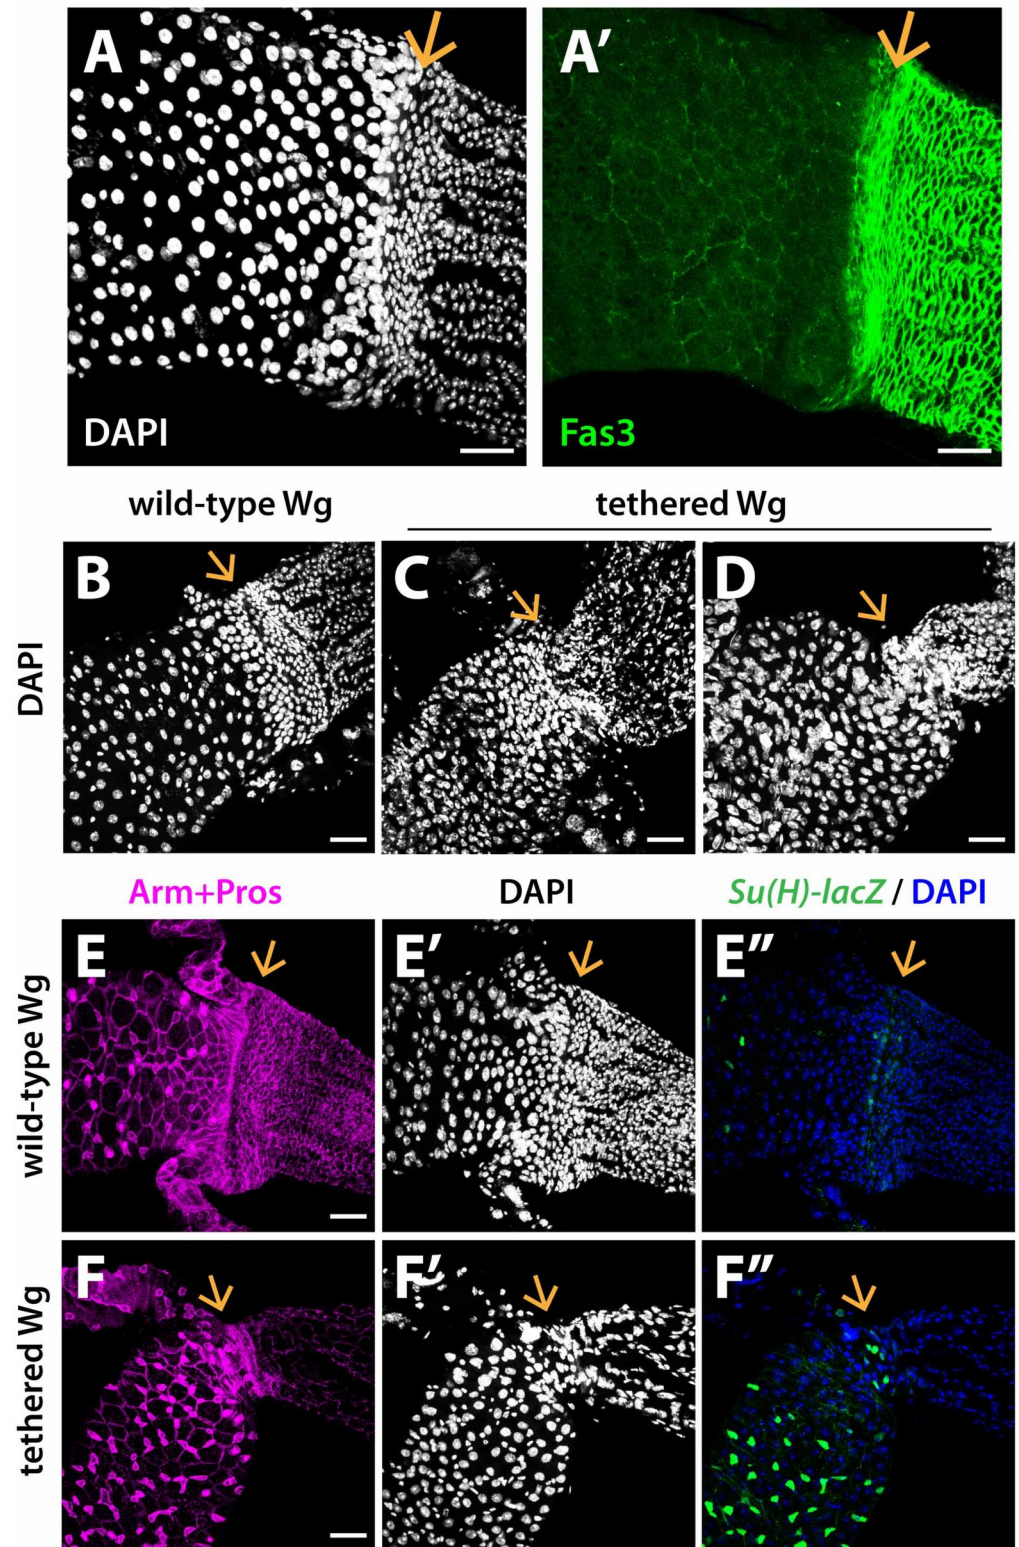 A
A′
DAPI
Fas3
wild-type Wg
tethered Wg
B
C
D
DAPI
Arm+Pros
DAPI
Su(H)-lacZ / DAPI
E
E′
E″
wild-type Wg
F
F′
F″
tethered Wg